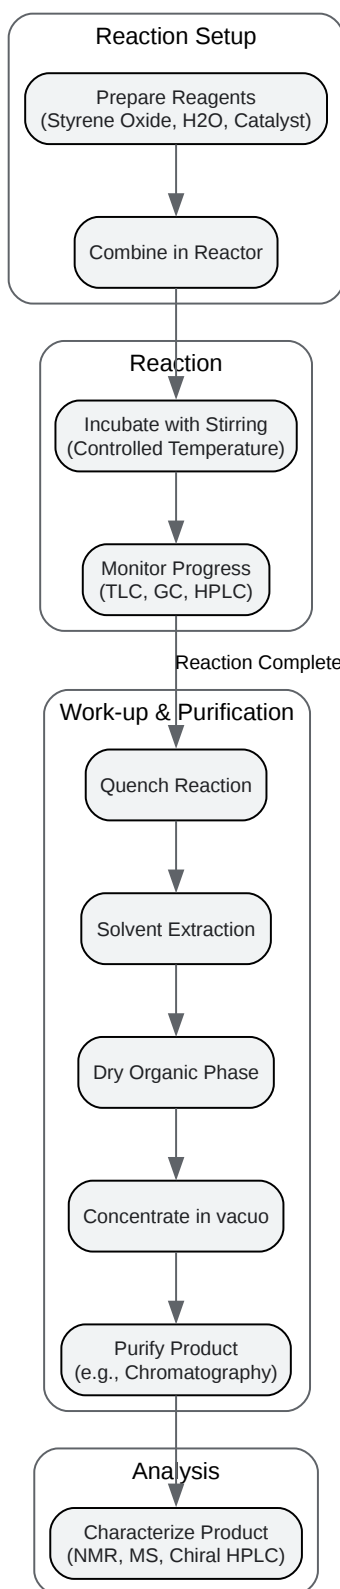 Reaction Setup
Prepare Reagents
(Styrene Oxide, H2O, Catalyst)
Combine in Reactor
Reaction
Incubate with Stirring
(Controlled Temperature)
Monitor Progress
(TLC, GC, HPLC)
Reaction Complete
Work-up & Purification
Quench Reaction
Solvent Extraction
Dry Organic Phase
Concentrate in vacuo
Purify Product
(e.g., Chromatography)
Analysis
Characterize Product
(NMR, MS, Chiral HPLC)